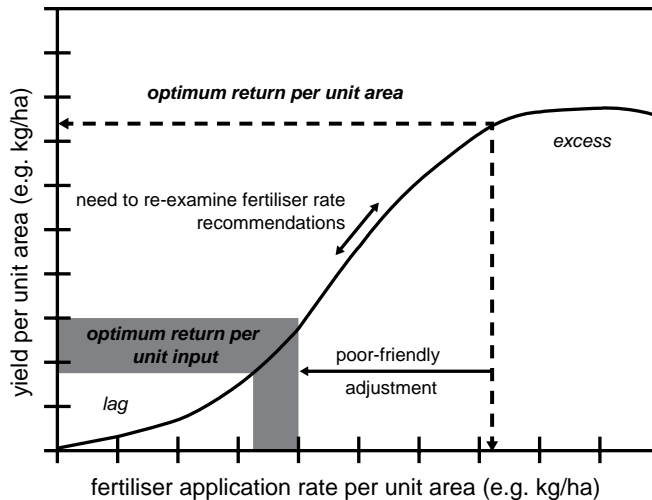 optimum return per unit area
excess
need to re-examine fertiliser rate
recommendations
optimum return per
unit input
poor-friendly
adjustment
lag
yield per unit area (e.g. kg/ha)
fertiliser application rate per unit area (e.g. kg/ha)